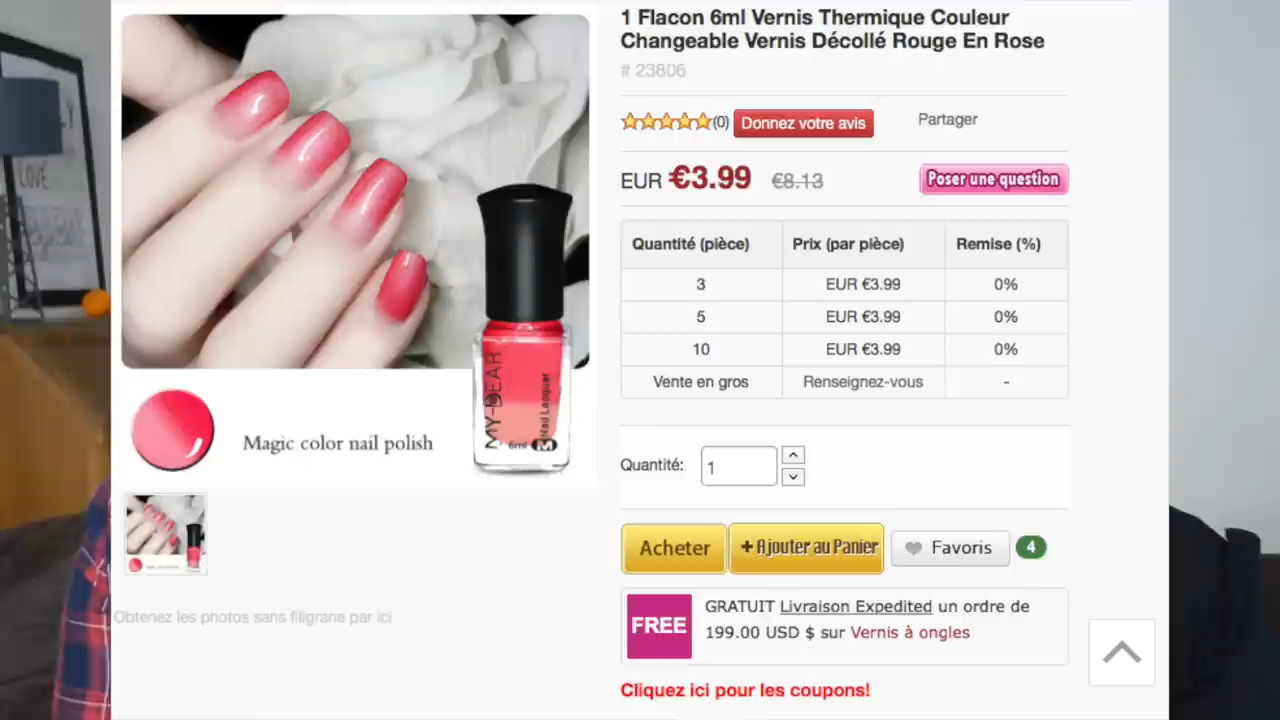 1 Flacon 6ml Vernis Thermique Couleur
Changeable Vernis Décollé Rouge En Rose
# 23806
(0) Donnez votre avis Partager
EUR €3.99 €8.13 Poser une question
Quantité (pièce) Prix (par pièce) Remise (%)
3 EUR €3.99 0%
5 EUR €3.99 0%
10 EUR €3.99 0%
Vente en gros Renseignez-vous -
Quantité: 1
Acheter + Ajouter au Panier Favoris 4
FREE
GRATUIT Livraison Expedited un ordre de
199.00 USD $ sur Vernis à ongles
Cliquez ici pour les coupons!
MY-DEAR
Nail Lacquer
6ml M
Magic color nail polish
Obtenez les photos sans filigrane par ici
LOVE